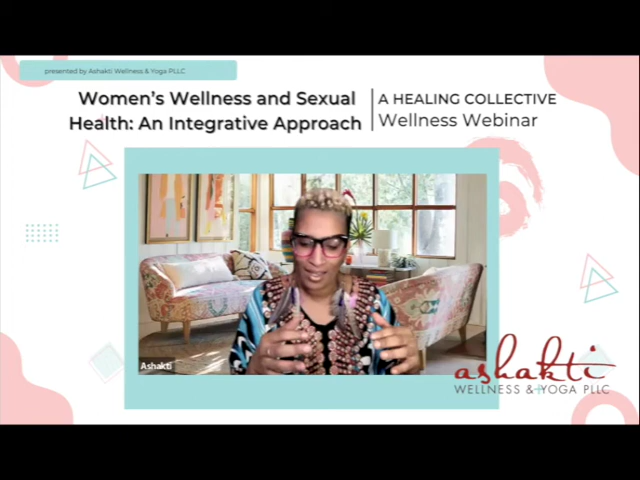 presented by Ashakti Wellness & Yoga PLLC
Women's Wellness and Sexual
Health: An Integrative Approach
A HEALING COLLECTIVE
Wellness Webinar
Ashakti
ashakti
WELLNESS & YOGA PLLC